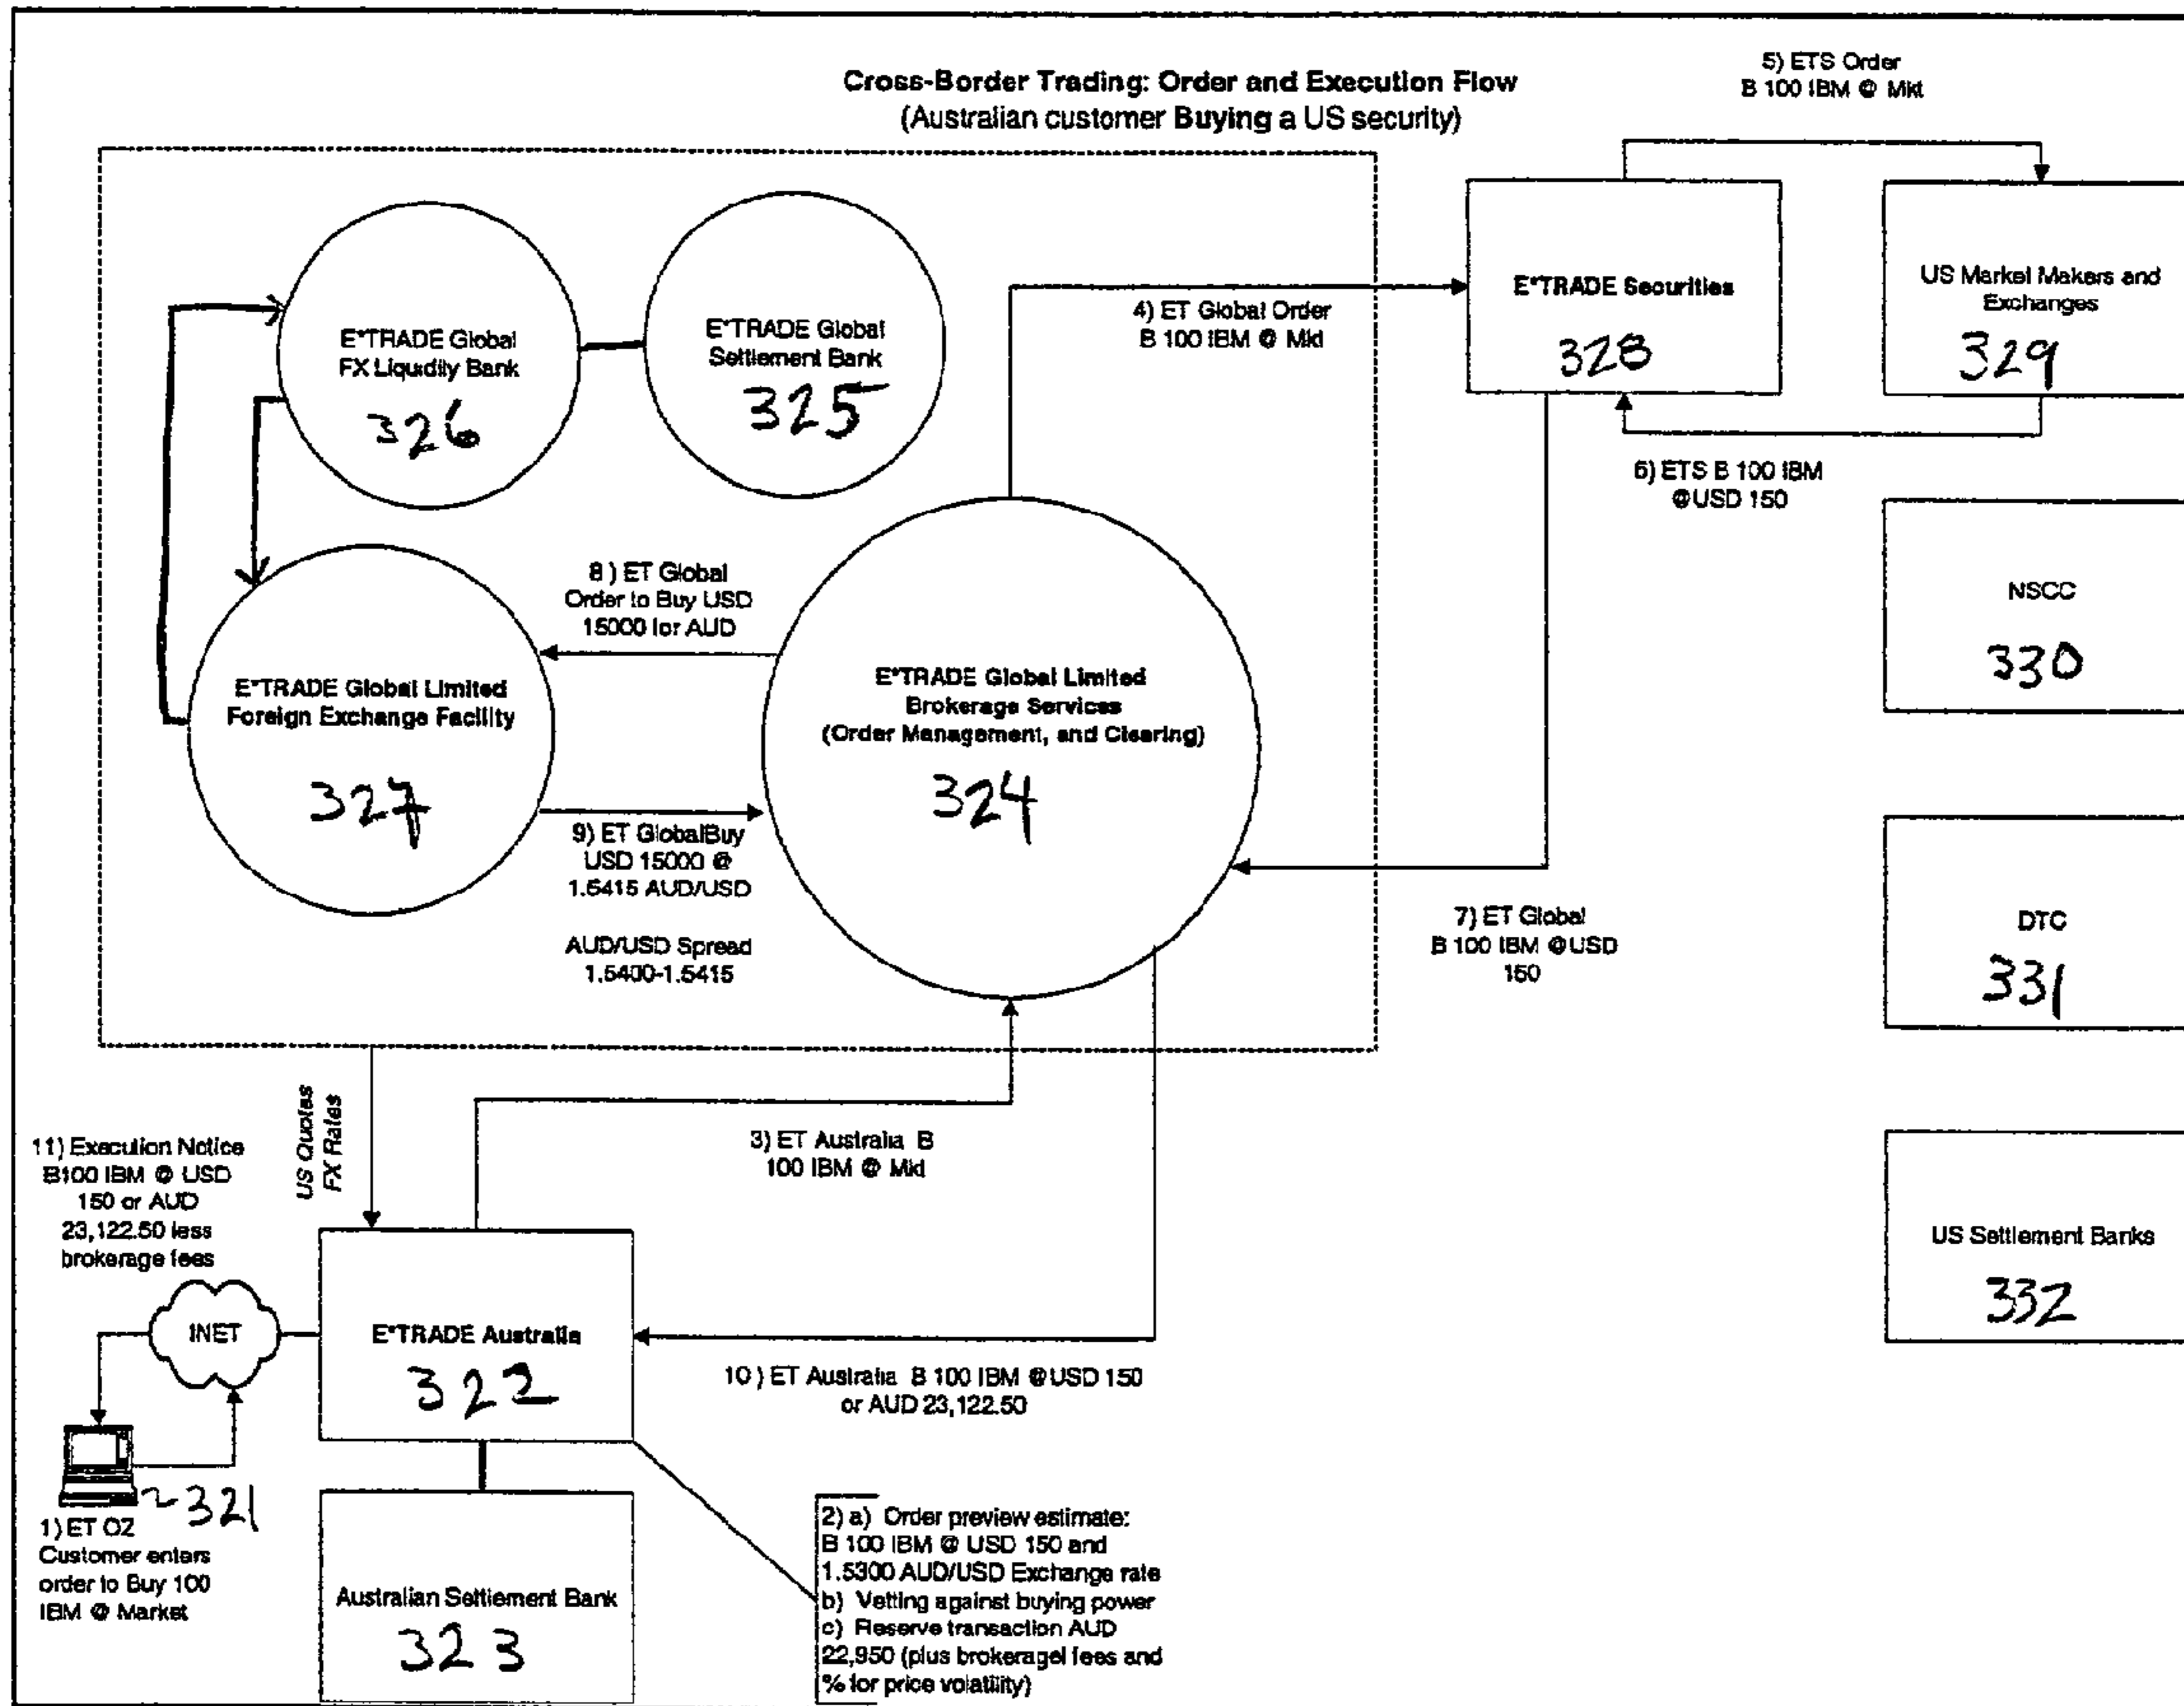 Cross-Border Trading: Order and Execution Flow
(Australian customer Buying a US security)
5) ETS Order
B 100 IBM @ Mkt
E*TRADE Global
FX Liquidity Bank
326
E*TRADE Global
Settlement Bank
325
4) ET Global Order
B 100 IBM @ Mkt
E*TRADE Securities
328
US Market Makers and
Exchanges
329
6) ETS B 100 IBM
@USD 150
NSCC
330
8) ET Global
Order to Buy USD
15000 for AUD
E*TRADE Global Limited
Foreign Exchange Facility
327
E*TRADE Global Limited
Brokerage Services
(Order Management, and Clearing)
324
9) ET GlobalBuy
USD 15000 @
1.5415 AUD/USD
AUD/USD Spread
1.5400-1.5415
7) ET Global
B 100 IBM @USD
150
DTC
331
US Quotes
FX Rates
3) ET Australia B
100 IBM @ Mkt
11) Execution Notice
B100 IBM @ USD
150 or AUD
23,122.50 less
brokerage fees
INET
E*TRADE Australia
322
10) ET Australia B 100 IBM @USD 150
or AUD 23,122.50
US Settlement Banks
332
321
1) ET OZ
Customer enters
order to Buy 100
IBM @ Market
Australian Settlement Bank
323
2) a) Order preview estimate:
B 100 IBM @ USD 150 and
1.5300 AUD/USD Exchange rate
b) Vetting against buying power
c) Reserve transaction AUD
22,950 (plus brokeragel fees and
% for price volatility)